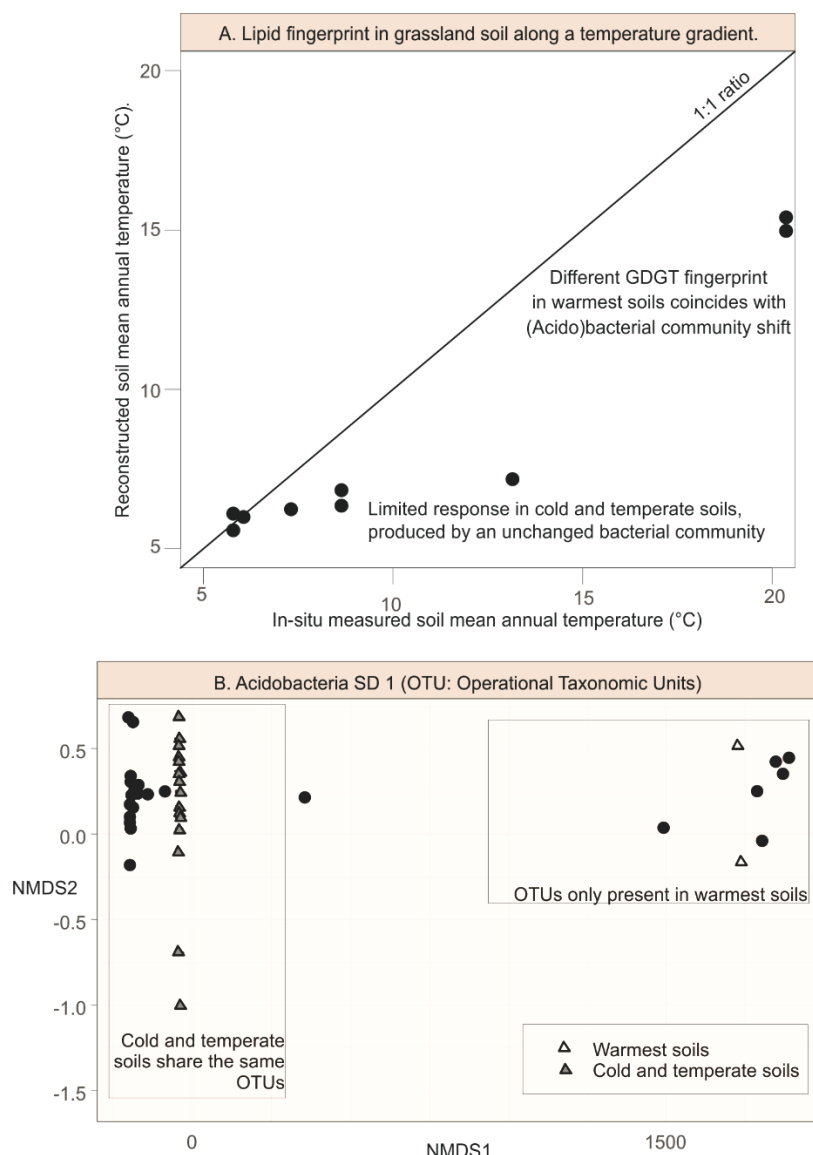 A. Lipid fingerprint in grassland soil along a temperature gradient.
20
15
10
5
Reconstructed soil mean annual temperature (°C).
1:1 ratio
Different GDGT fingerprint
in warmest soils coincides with
(Acido)bacterial community shift
Limited response in cold and temperate soils,
produced by an unchanged bacterial community
5
10
15
20
In-situ measured soil mean annual temperature (°C)
B. Acidobacteria SD 1 (OTU: Operational Taxonomic Units)
0.5
0.0
NMDS2
-0.5
-1.0
-1.5
OTUs only present in warmest soils
Cold and temperate
soils share the same
OTUs
Warmest soils
Cold and temperate soils
0
1500
NMDS1